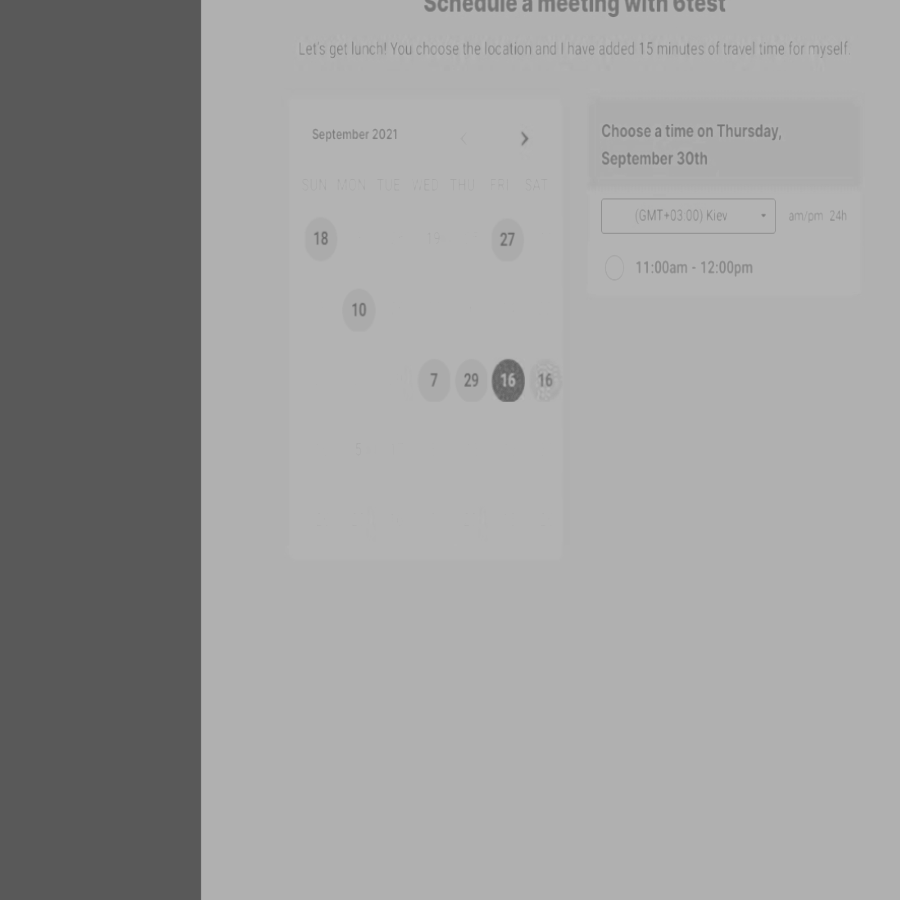 Schedule a meeting with 6test
Let's get lunch! You choose the location and I have added 15 minutes of travel time for myself.
September 2021
SUN MON TUE WED THU FRI SAT
18 19 27
10
7 29 16 16
5
Choose a time on Thursday,
September 30th
(GMT+03:00) Kiev am/pm 24h
11:00am - 12:00pm